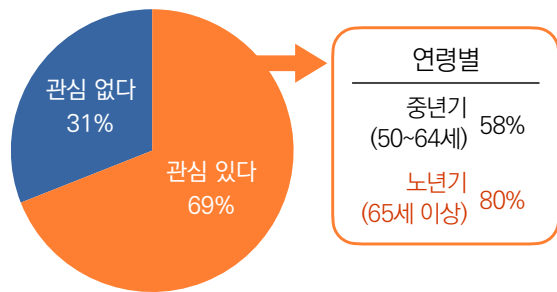 관심 없다
31%
관심 있다
69%
연령별
중년기
(50~64세) 58%
노년기
(65세 이상) 80%